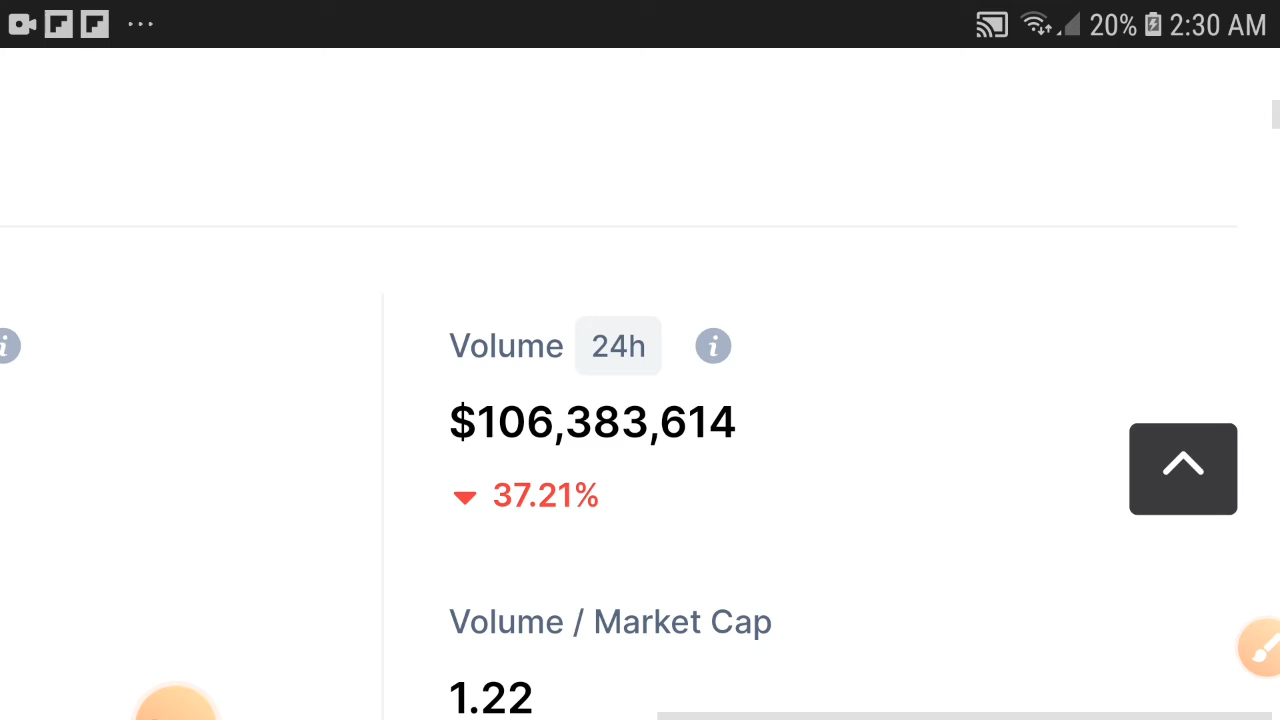 20% 2:30 AM
Volume 24h
$106,383,614
37.21%
Volume / Market Cap
1.22